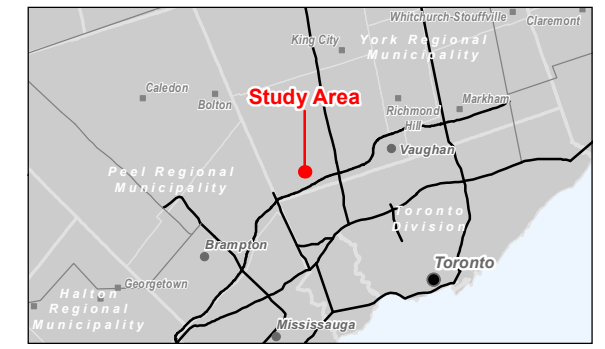 Whitchurch-Stouffville
Claremont
King City
York Regional
Municipality
Caledon
Bolton
Study Area
Richmond
Hill
Markham
Vaughan
Peel Regional
Municipality
Toronto
Division
Brampton
Toronto
Georgetown
Halton
Regional
Municipality
Mississauga